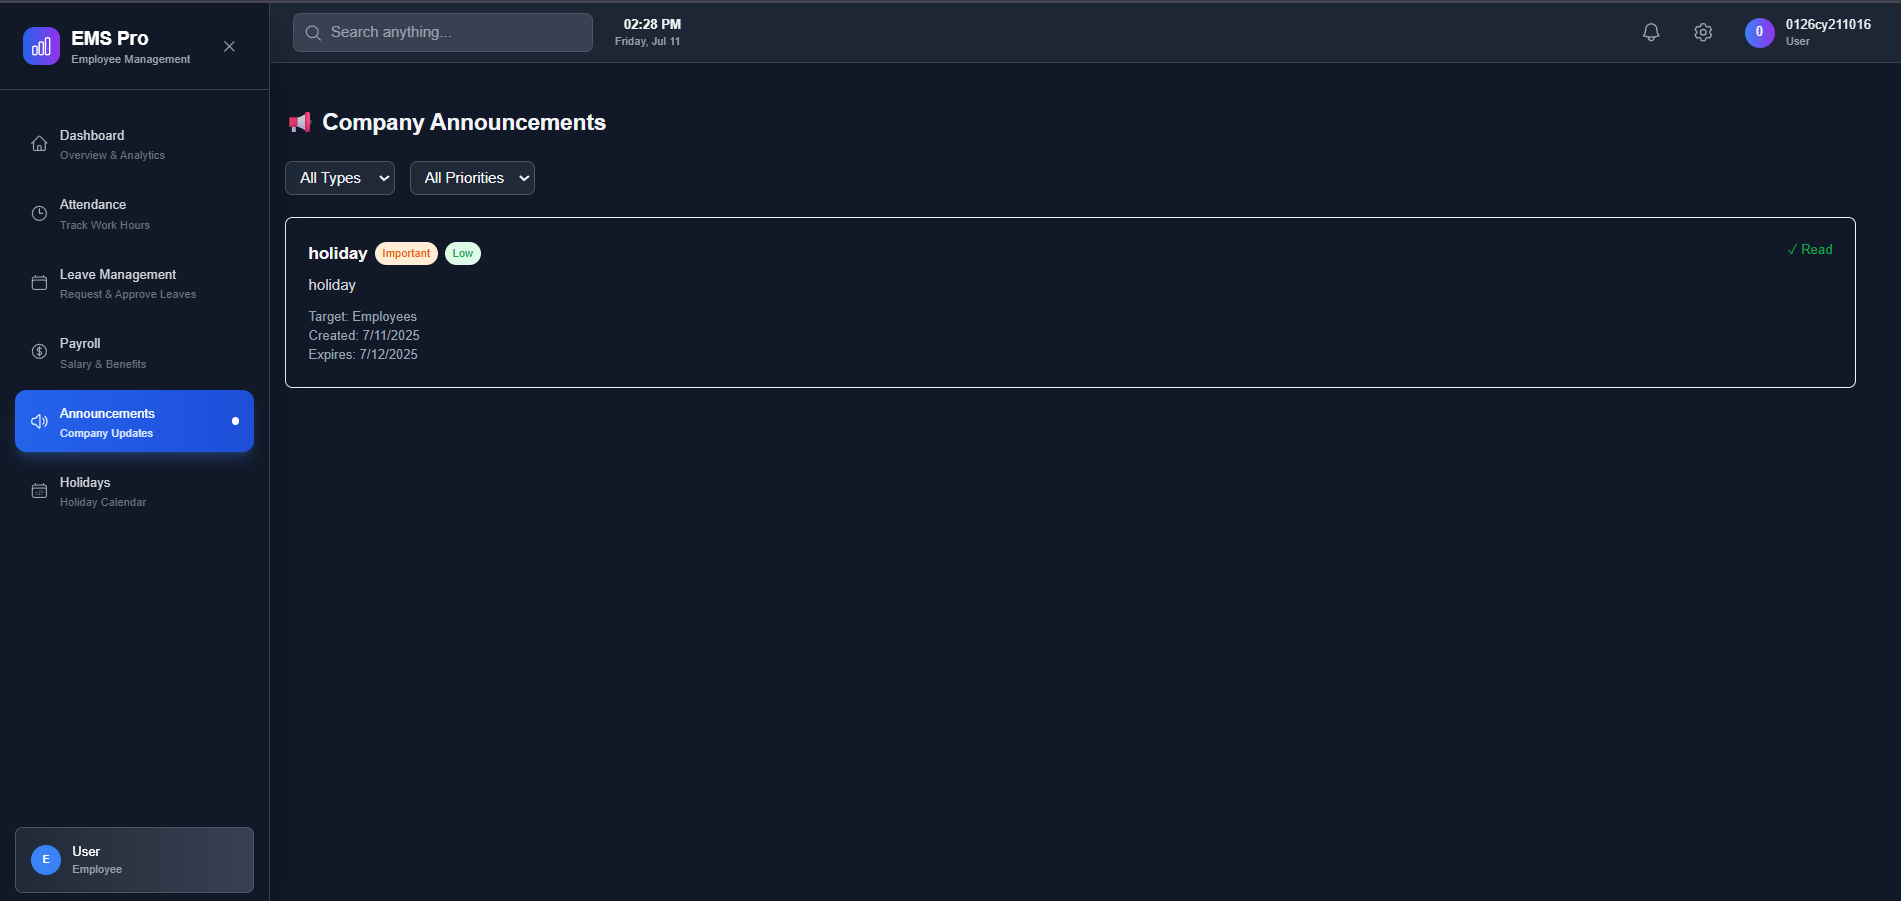 EMS Pro
Employee Management
Search anything...
02:28 PM
Friday, Jul 11
0
0126cy211016
User
Dashboard
Overview & Analytics
Attendance
Track Work Hours
Leave Management
Request & Approve Leaves
Payroll
Salary & Benefits
Announcements
Company Updates
Holidays
Holiday Calendar
E
User
Employee
Company Announcements
All Types
All Priorities
holiday Important Low
✓ Read
holiday
Target: Employees
Created: 7/11/2025
Expires: 7/12/2025